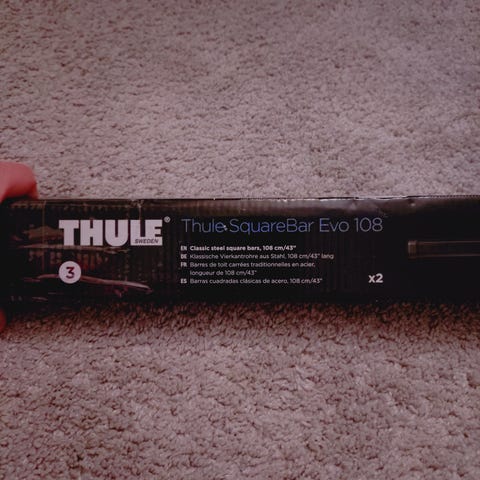 THULE®
SWEDEN
3
Thule SquareBar Evo 108
EN Classic steel square bars, 108 cm/43"
DE Klassische Vierkantrohre aus Stahl, 108 cm/43" lang
FR Barres de toit carrées traditionnelles en acier,
longueur de 108 cm/43"
ES Barras cuadradas clásicas de acero, 108 cm/43"
x2